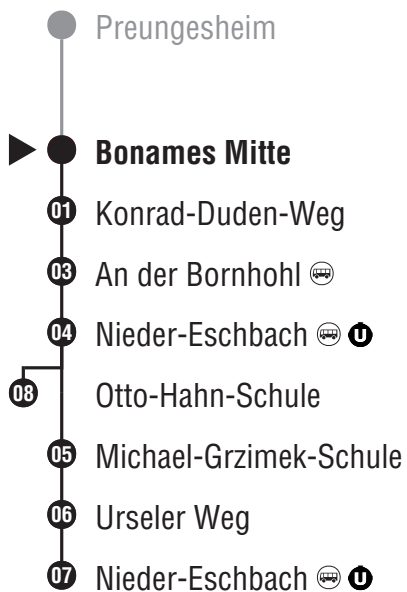 Preungesheim
Bonames Mitte
01 Konrad-Duden-Weg
03 An der Bornhohl
04 Nieder-Eschbach U
08 Otto-Hahn-Schule
05 Michael-Grzimek-Schule
06 Urseler Weg
07 Nieder-Eschbach U